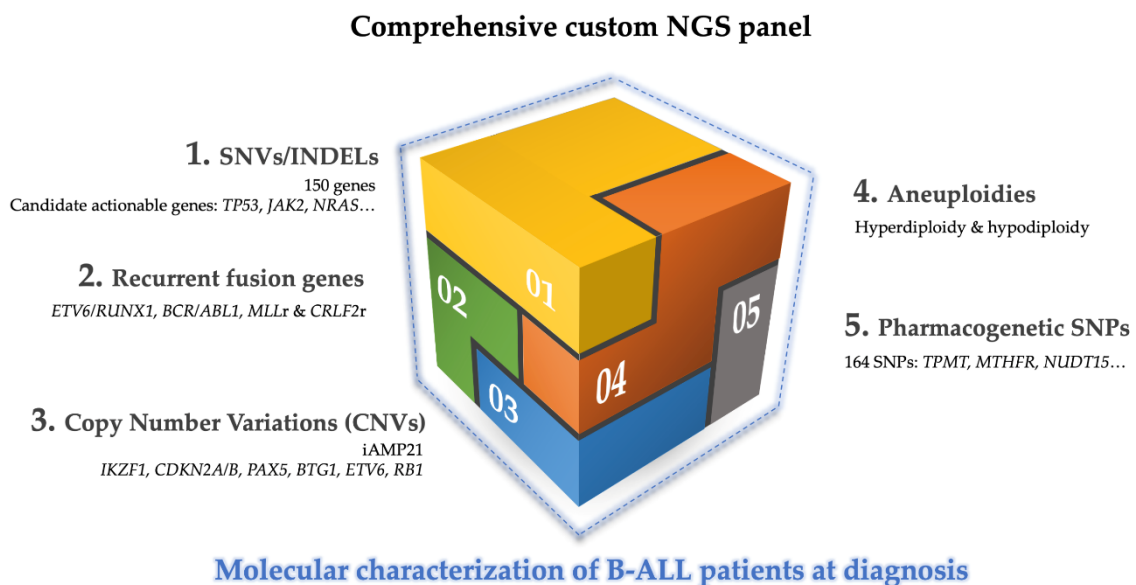 Comprehensive custom NGS panel
1. SNVs/INDELs
150 genes
Candidate actionable genes: TP53, JAK2, NRAS…
2. Recurrent fusion genes
ETV6/RUNX1, BCR/ABL1, MLLr & CRLF2r
3. Copy Number Variations (CNVs)
iAMP21
IKZF1, CDKN2A/B, PAX5, BTG1, ETV6, RB1
01
02
03
04
05
4. Aneuploidies
Hyperdiploidy & hypodiploidy
5. Pharmacogenetic SNPs
164 SNPs: TPMT, MTHFR, NUDT15…
Molecular characterization of B-ALL patients at diagnosis